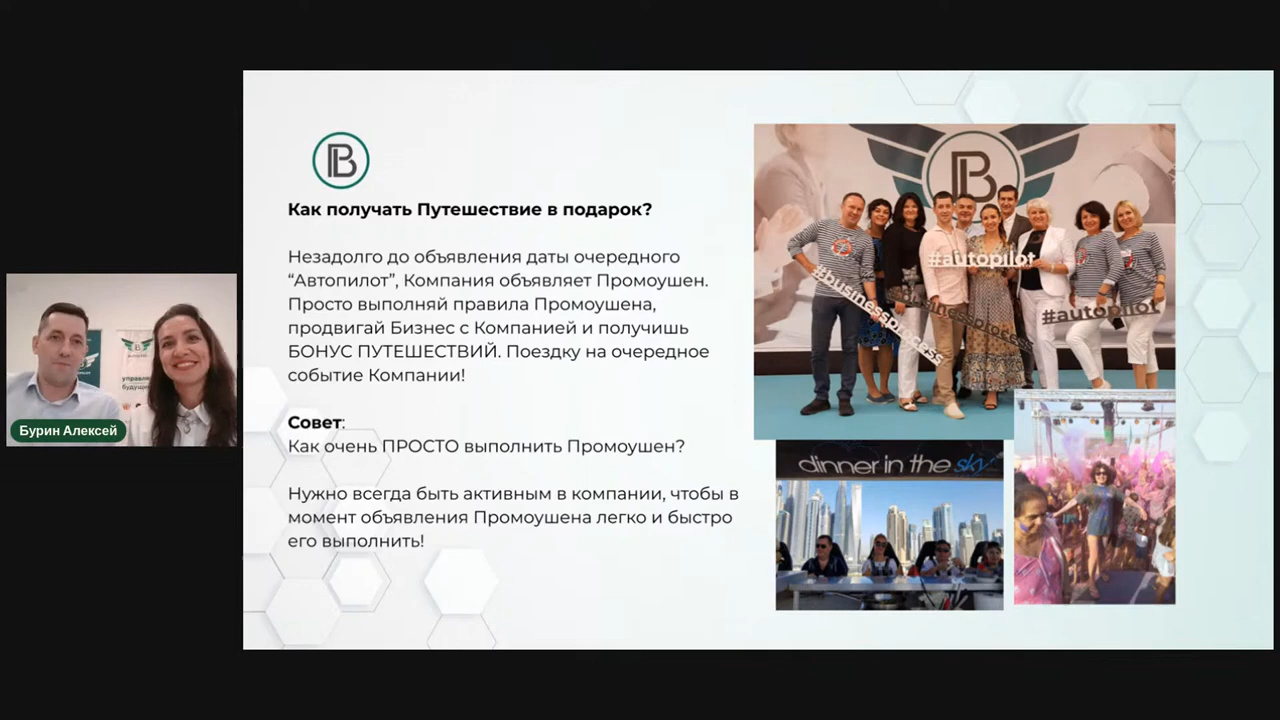 Как получать Путешествие в подарок?
Незадолго до объявления даты очередного
“Автопилот”, Компания объявляет Промоушен.
Просто выполняй правила Промоушена,
продвигай Бизнес с Компанией и получишь
БОНУС ПУТЕШЕСТВИЙ. Поездку на очередное
событие Компании!
Совет:
Как очень ПРОСТО выполнить Промоушен?
Нужно всегда быть активным в компании, чтобы в
момент объявления Промоушена легко и быстро
его выполнить!
Бурин Алексей
#businessprocess
#autopilot
#autopilot
dinner in the sky